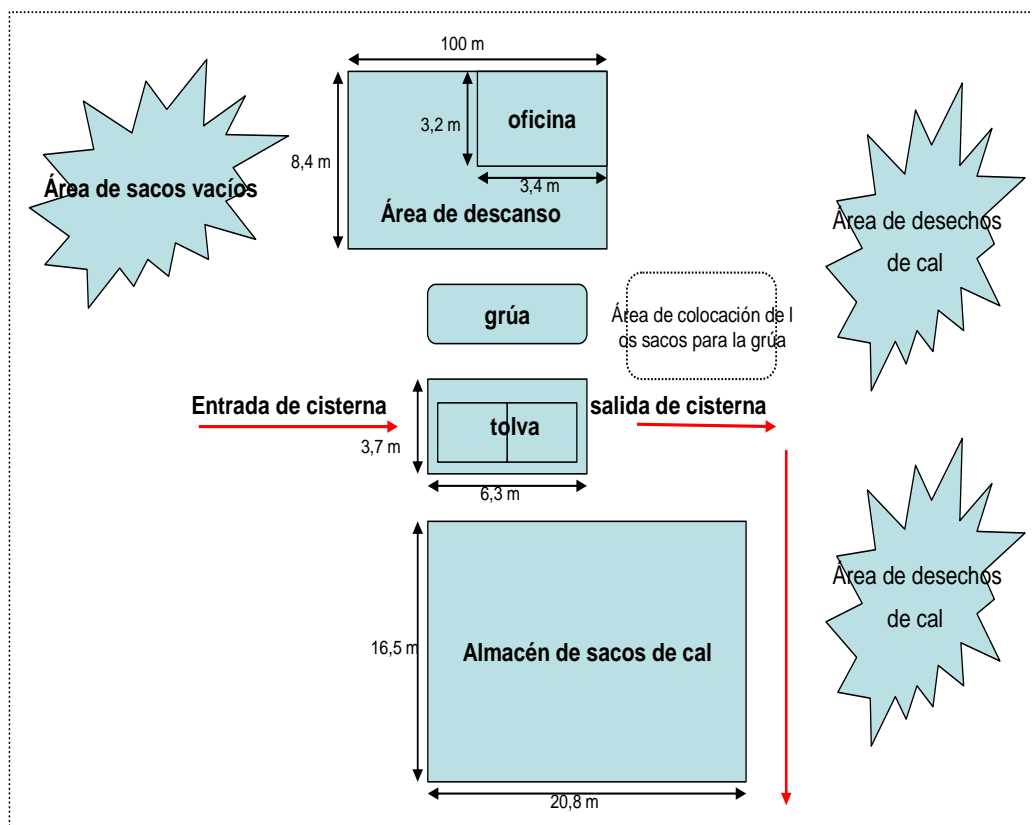 100 m
3,2 m
oficina
8,4 m
3,4 m
Área de sacos vacíos
Área de descanso
Área de desechos
de cal
grúa
Área de colocación de l
os sacos para la grúa
Entrada de cisterna
salida de cisterna
tolva
3,7 m
6,3 m
Área de desechos
de cal
16,5 m
Almacén de sacos de cal
20,8 m